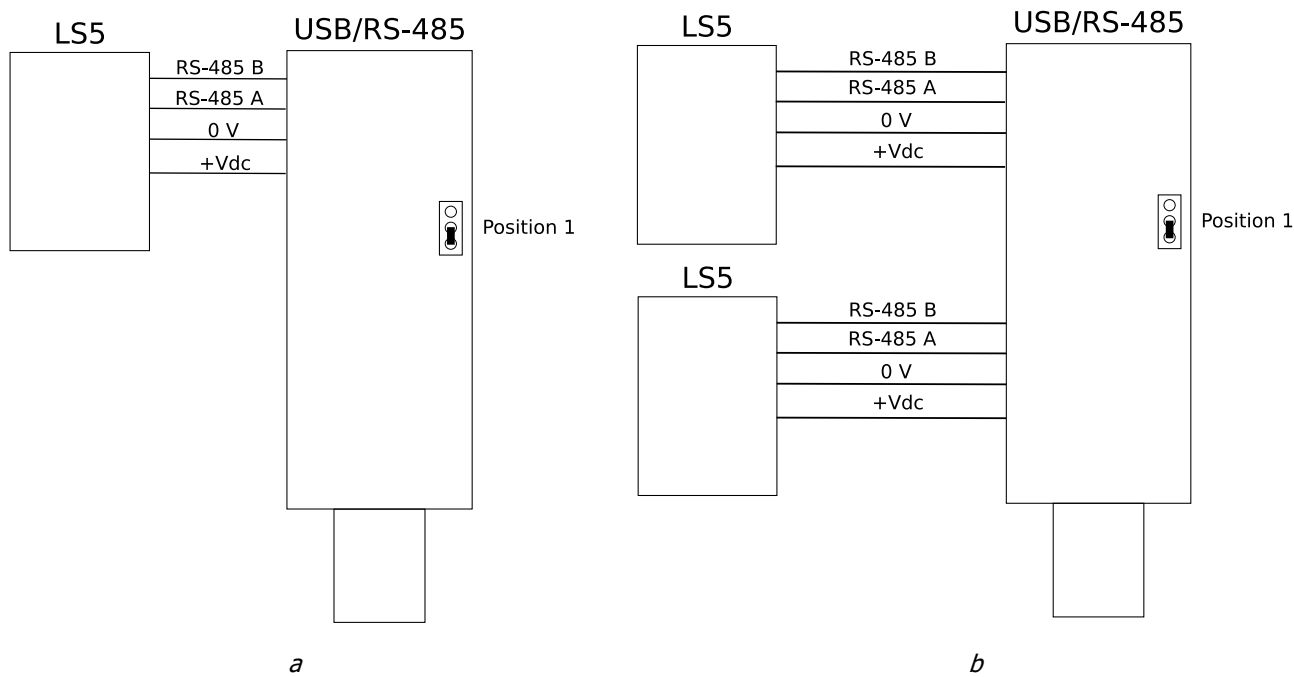 LS5
USB/RS-485
RS-485 B
RS-485 A
0 V
+Vdc
Position 1
a
LS5
USB/RS-485
RS-485 B
RS-485 A
0 V
+Vdc
Position 1
LS5
RS-485 B
RS-485 A
0 V
+Vdc
b